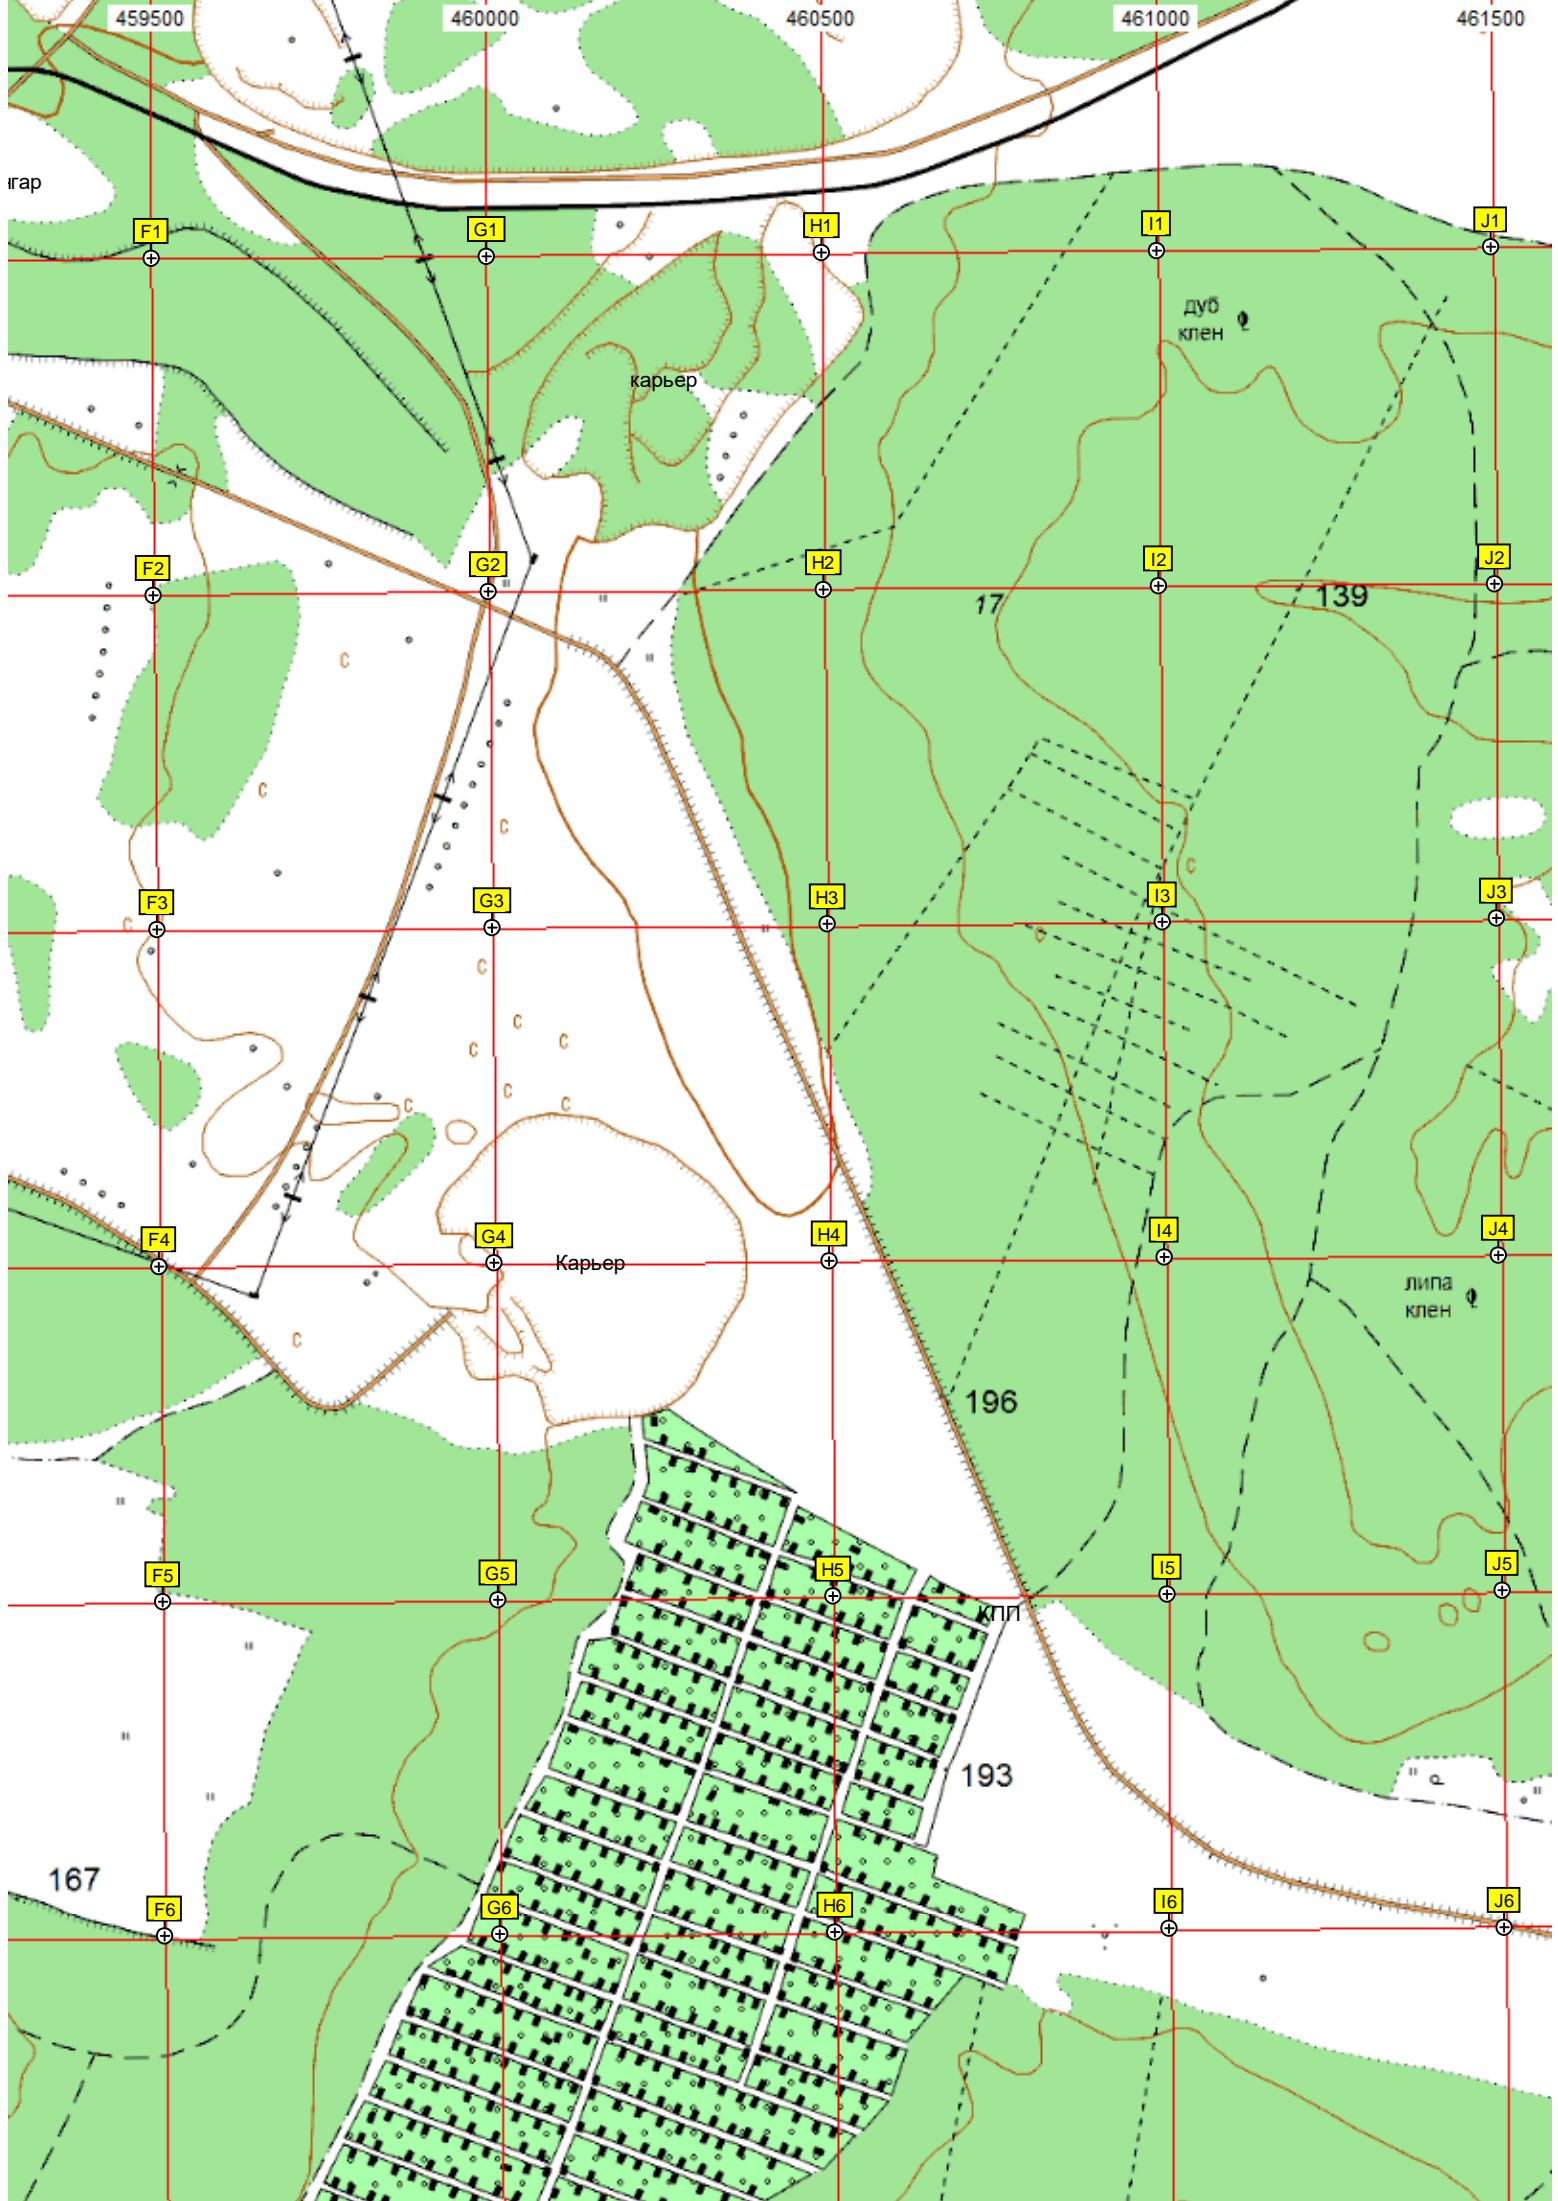 459500 460000 460500 461000 461500
нгар
F1 G1 H1 I1 J1
дуб
клен
карьер
F2 G2 H2 I2 J2
17 139
F3 G3 H3 I3 J3
F4 G4 H4 I4 J4
Карьер
липа
клен
196
F5 G5 H5 I5 J5
КПП
193
167
F6 G6 H6 I6 J6